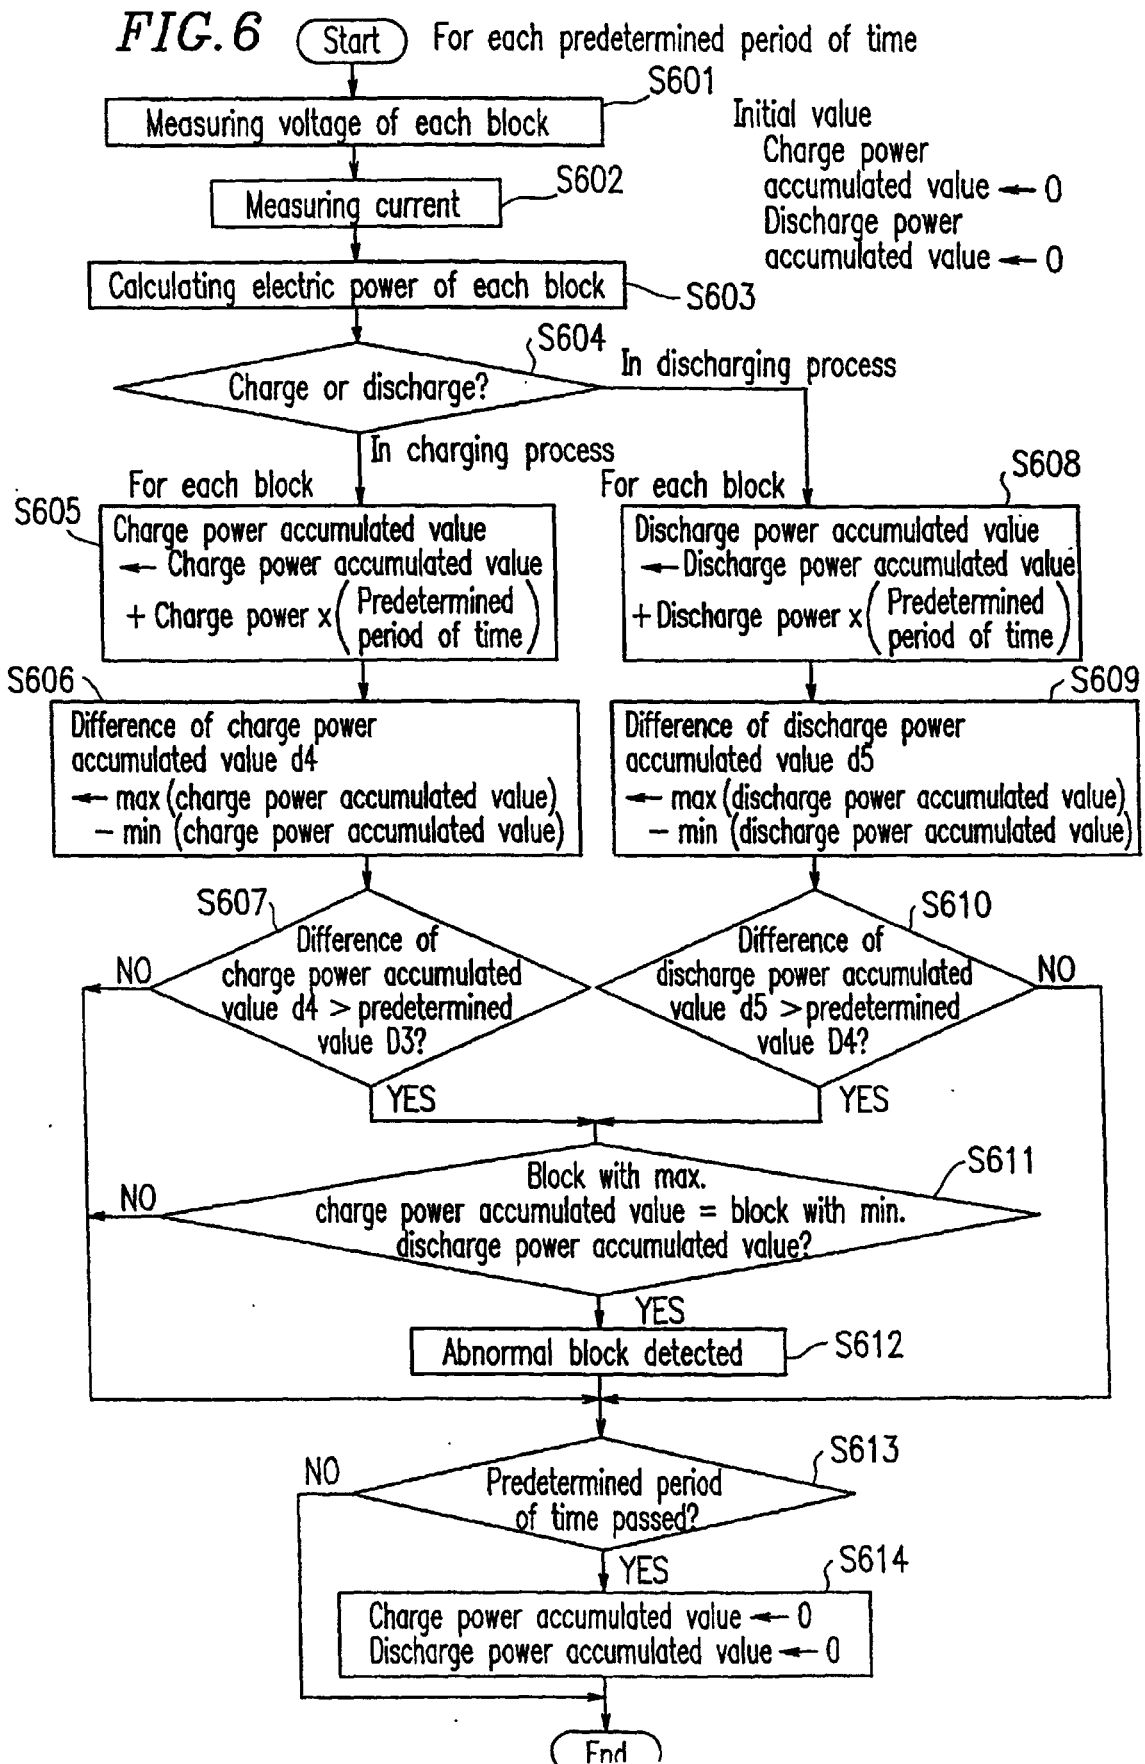 FIG. 6
Start
For each predetermined period of time
S601
Measuring voltage of each block
Initial value
Charge power
accumulated value ← 0
Discharge power
accumulated value ← 0
S602
Measuring current
Calculating electric power of each block
S603
S604
Charge or discharge?
In discharging process
In charging process
For each block
S605
Charge power accumulated value
← Charge power accumulated value
+ Charge power x (Predetermined
period of time)
For each block
S608
Discharge power accumulated value
← Discharge power accumulated value
+ Discharge power x (Predetermined
period of time)
S606
Difference of charge power
accumulated value d4
← max (charge power accumulated value)
− min (charge power accumulated value)
S609
Difference of discharge power
accumulated value d5
← max (discharge power accumulated value)
− min (discharge power accumulated value)
S607
NO
Difference of
charge power accumulated
value d4 > predetermined
value D3?
YES
S610
Difference of
discharge power accumulated
value d5 > predetermined
value D4?
NO
YES
S611
NO
Block with max.
charge power accumulated value = block with min.
discharge power accumulated value?
YES
Abnormal block detected
S612
S613
NO
Predetermined period
of time passed?
YES
S614
Charge power accumulated value ← 0
Discharge power accumulated value ← 0
End